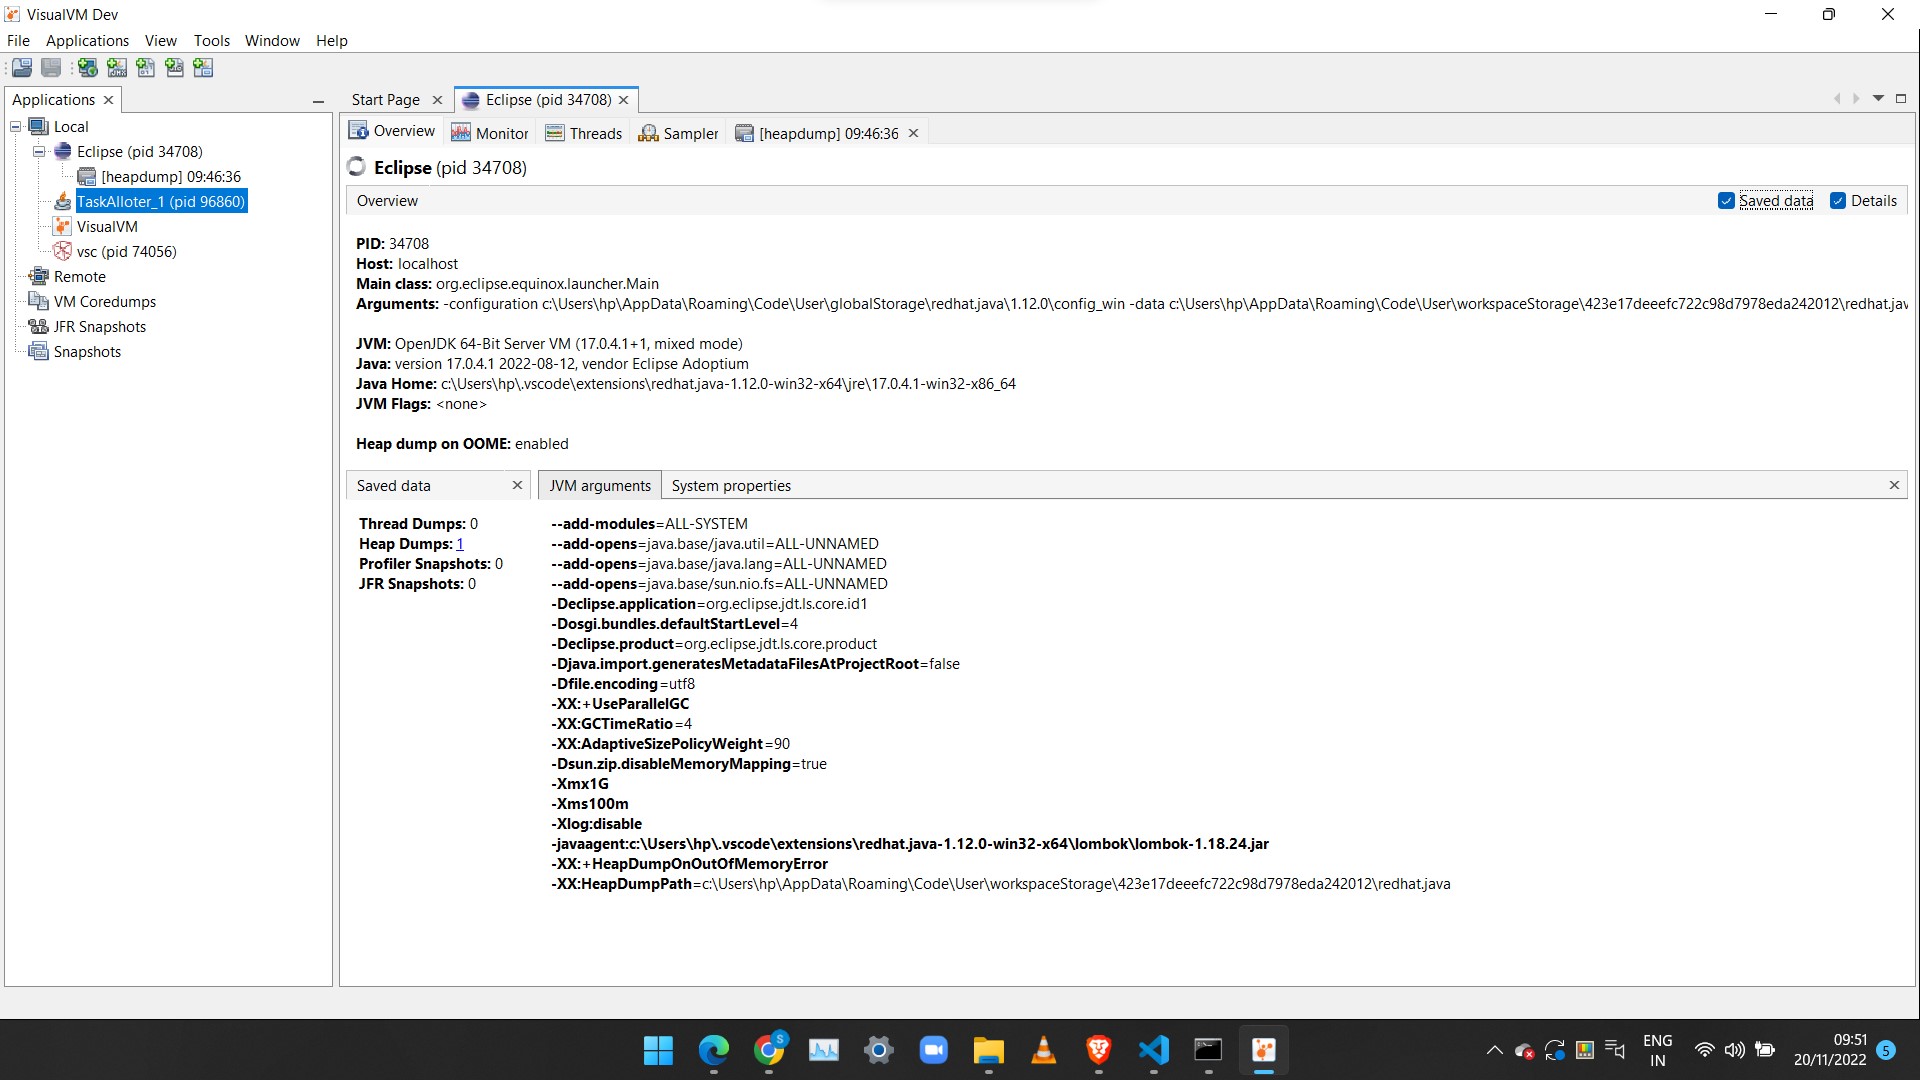 VisualVM Dev
File Applications View Tools Window Help
Applications
Start Page
Eclipse (pid 34708)
Local
Eclipse (pid 34708)
[heapdump] 09:46:36
TaskAlloter_1 (pid 96860)
VisualVM
vsc (pid 74056)
Remote
VM Coredumps
JFR Snapshots
Snapshots
Overview Monitor Threads Sampler [heapdump] 09:46:36
Eclipse (pid 34708)
Overview Saved data Details
PID: 34708
Host: localhost
Main class: org.eclipse.equinox.launcher.Main
Arguments: -configuration c:\Users\hp\AppData\Roaming\Code\User\globalStorage\redhat.java\1.12.0\config_win -data c:\Users\hp\AppData\Roaming\Code\User\workspaceStorage\423e17deeefc722c98d7978eda242012\redhat.jav
JVM: OpenJDK 64-Bit Server VM (17.0.4.1+1, mixed mode)
Java: version 17.0.4.1 2022-08-12, vendor Eclipse Adoptium
Java Home: c:\Users\hp\.vscode\extensions\redhat.java-1.12.0-win32-x64\jre\17.0.4.1-win32-x86_64
JVM Flags: <none>
Heap dump on OOME: enabled
Saved data
Thread Dumps: 0
Heap Dumps: 1
Profiler Snapshots: 0
JFR Snapshots: 0
JVM arguments System properties
--add-modules=ALL-SYSTEM
--add-opens=java.base/java.util=ALL-UNNAMED
--add-opens=java.base/java.lang=ALL-UNNAMED
--add-opens=java.base/sun.nio.fs=ALL-UNNAMED
-Declipse.application=org.eclipse.jdt.ls.core.id1
-Dosgi.bundles.defaultStartLevel=4
-Declipse.product=org.eclipse.jdt.ls.core.product
-Djava.import.generatesMetadataFilesAtProjectRoot=false
-Dfile.encoding=utf8
-XX:+UseParallelGC
-XX:GCTimeRatio=4
-XX:AdaptiveSizePolicyWeight=90
-Dsun.zip.disableMemoryMapping=true
-Xmx1G
-Xms100m
-Xlog:disable
-javaagent:c:\Users\hp\.vscode\extensions\redhat.java-1.12.0-win32-x64\lombok\lombok-1.18.24.jar
-XX:+HeapDumpOnOutOfMemoryError
-XX:HeapDumpPath=c:\Users\hp\AppData\Roaming\Code\User\workspaceStorage\423e17deeefc722c98d7978eda242012\redhat.java
S
ENG
IN
09:51
20/11/2022
5